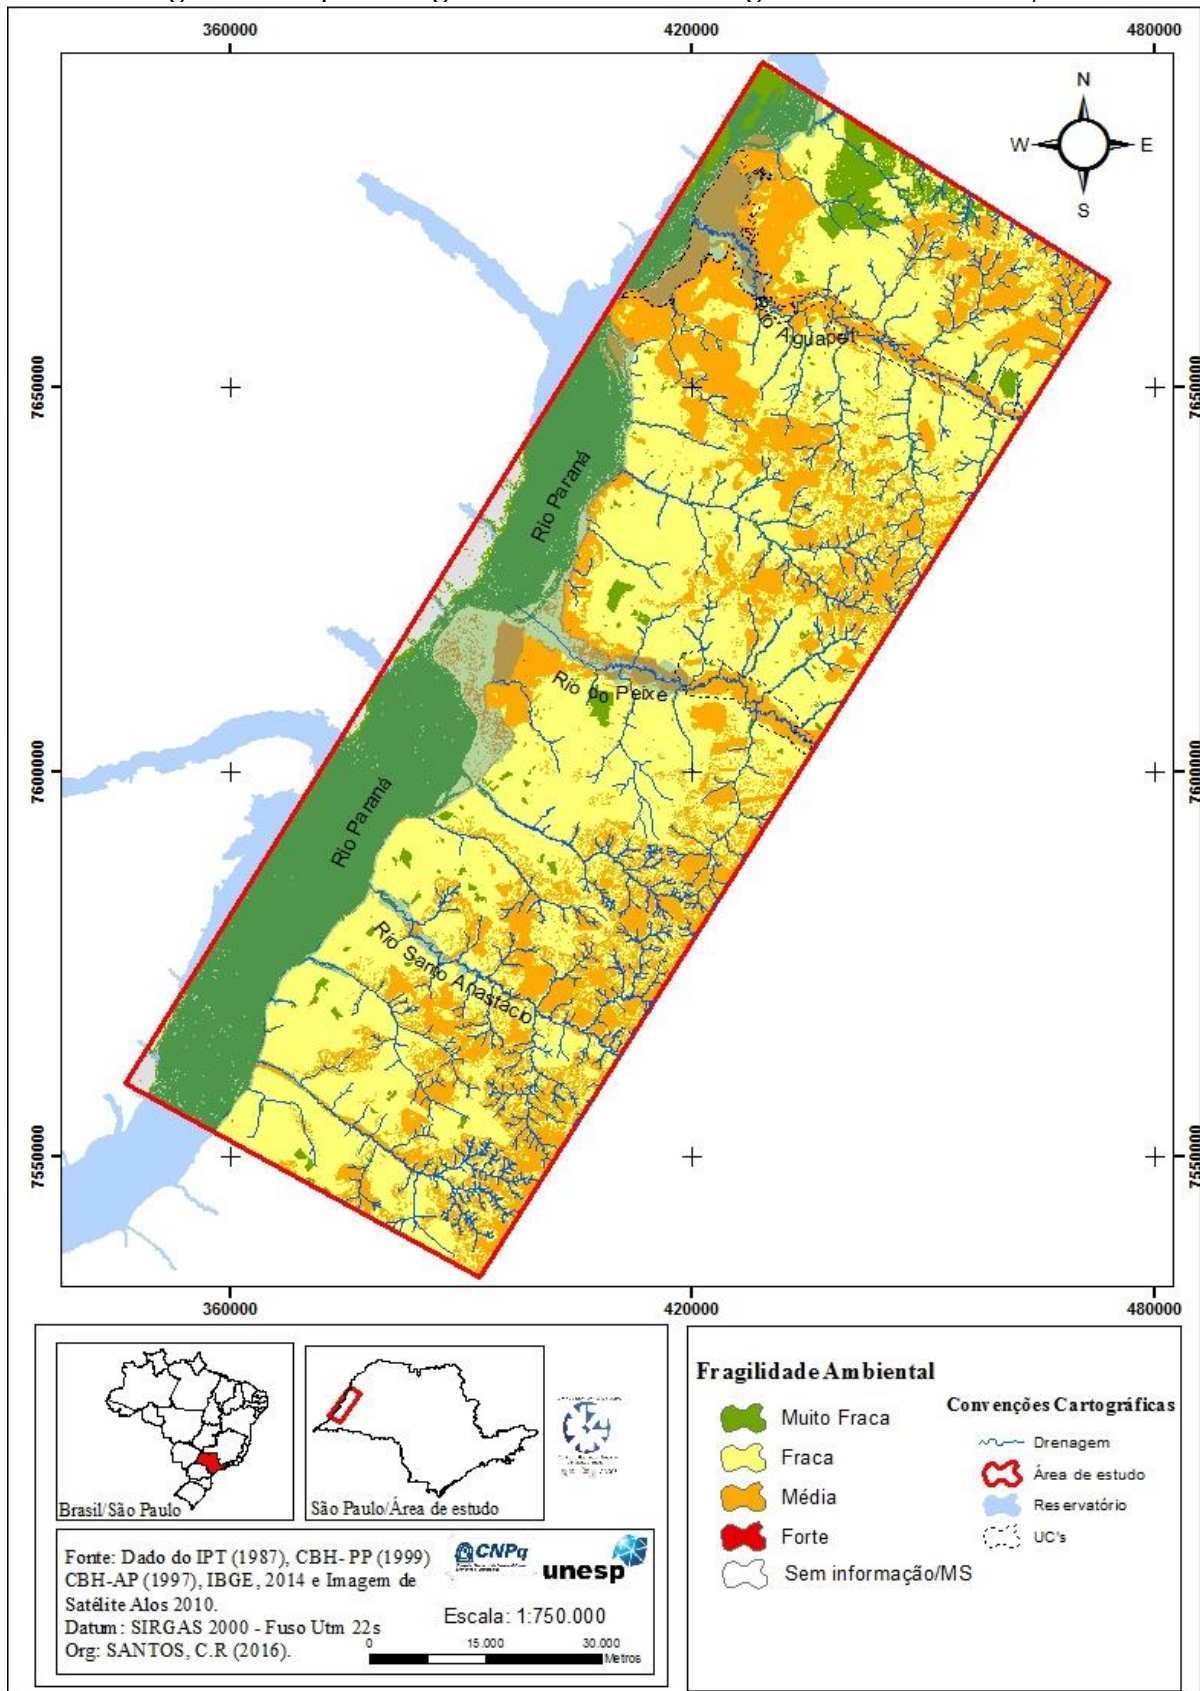 360000
420000
480000
N
W
E
S
Rio Aguapeí
7650000
7650000
Rio Paraná
Rio do Peixe
7600000
7600000
Rio Paraná
Rio Santo Anastácio
7550000
7550000
360000
420000
480000
Brasil/São Paulo
São Paulo/Área de estudo
Fonte: Dado do IPT (1987), CBH-PP (1999)
CBH-AP (1997), IBGE, 2014 e Imagem de
Satélite Alos 2010.
Datum: SIRGAS 2000 - Fuso Utm 22s
Org: SANTOS, C.R (2016).
CNPq
unesp
Escala: 1:750.000
0 15.000 30.000
Metros
Fragilidade Ambiental
Muito Fraca
Fraca
Média
Forte
Sem informação/MS
Convenções Cartográficas
Drenagem
Área de estudo
Reservatório
UC's